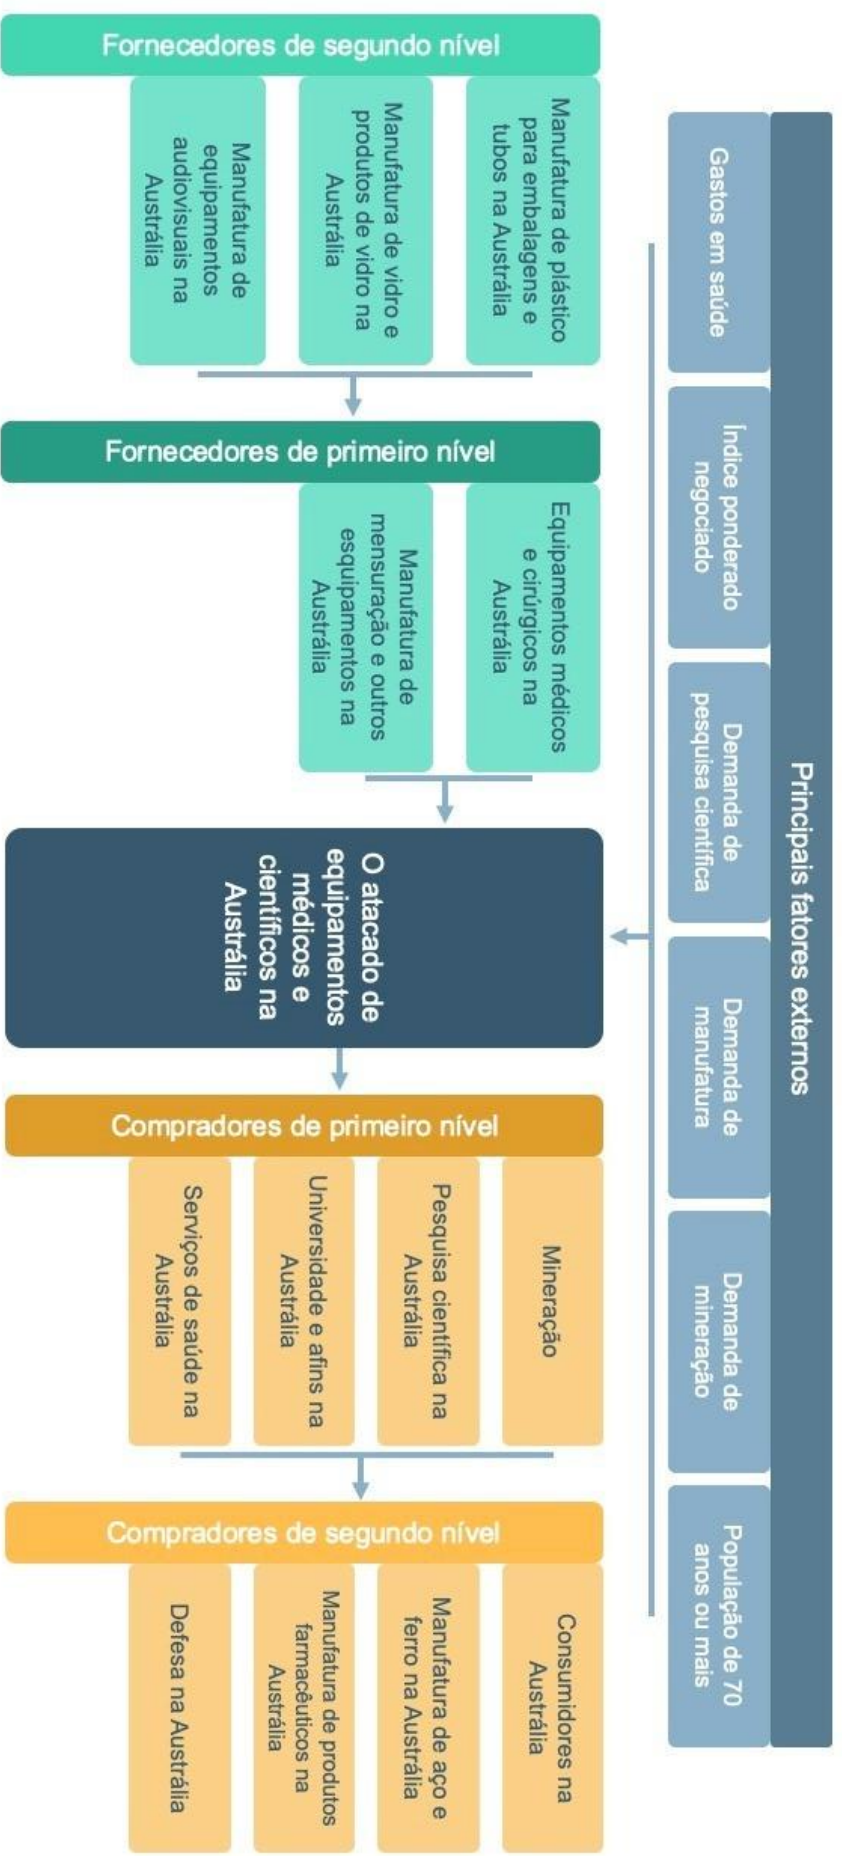 Principais fatores externos
Gastos em saúde
Índice ponderado
negociado
Demanda de
pesquisa científica
Demanda de
manufatura
Demanda de
mineração
População de 70
anos ou mais
Fornecedores de segundo nível
Manufatura de plástico
para embalagens e
tubos na Austrália
Manufatura de vidro e
produtos de vidro na
Austrália
Manufatura de
equipamentos
audiovisuais na
Austrália
Fornecedores de primeiro nível
Equipamentos médicos
e cirúrgicos na
Austrália
Manufatura de
mensuração e outros
esquipamentos na
Austrália
O atacado de
equipamentos
médicos e
científicos na
Austrália
Compradores de primeiro nível
Mineração
Pesquisa científica na
Austrália
Universidade e afins na
Austrália
Serviços de saúde na
Austrália
Compradores de segundo nível
Consumidores na
Austrália
Manufatura de aço e
ferro na Austrália
Manufatura de produtos
farmacêuticos na
Austrália
Defesa na Austrália